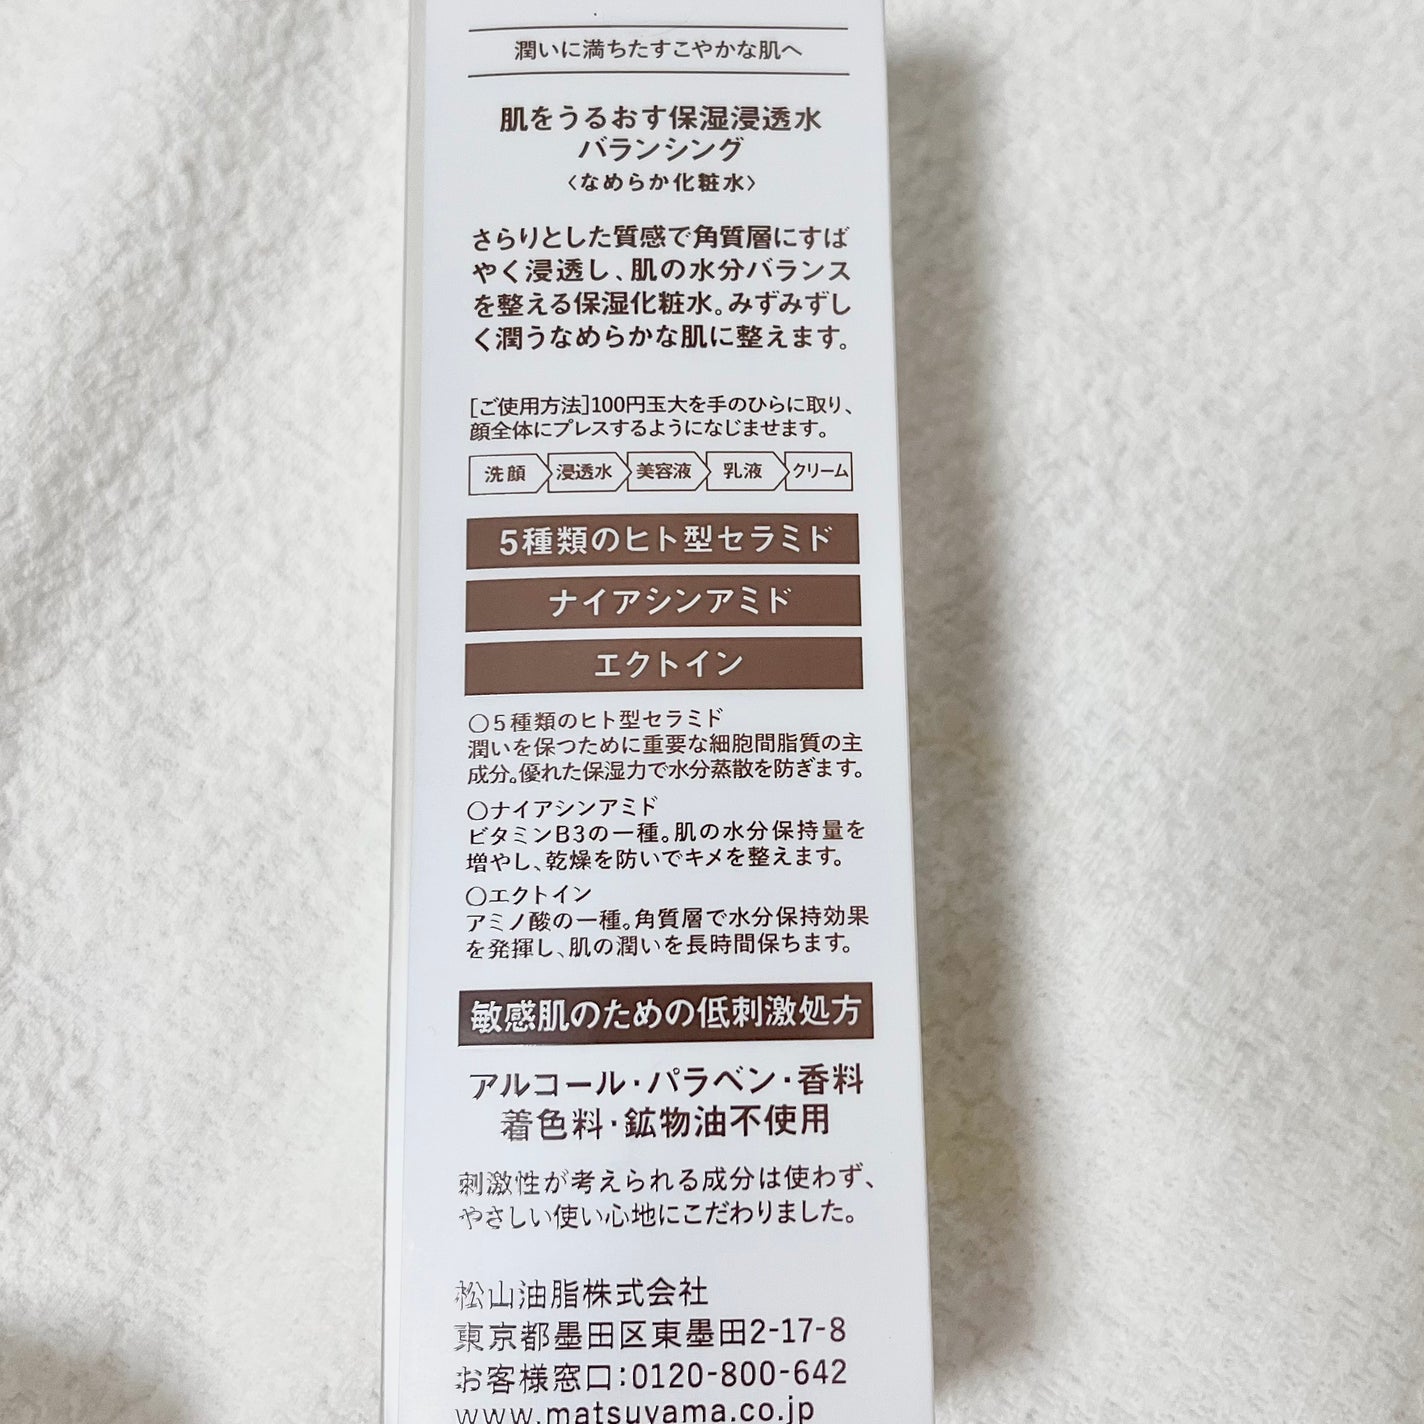 潤いに満ちたすこやかな肌へ
肌をうるおす保湿浸透水
バランシング
〈なめらか化粧水〉
さらりとした質感で角質層にすば
やく浸透し、肌の水分バランス
を整える保湿化粧水。みずみずし
く潤うなめらかな肌に整えます。
[ご使用方法]100円玉大を手のひらに取り、
顔全体にプレスするようになじませます。
洗顔 浸透水 美容液 乳液 クリーム
5種類のヒト型セラミド
ナイアシンアミド
エクトイン
○5種類のヒト型セラミド
潤いを保つために重要な細胞間脂質の主
成分。優れた保湿力で水分蒸散を防ぎます。
○ナイアシンアミド
ビタミンB3の一種。肌の水分保持量を
増やし、乾燥を防いでキメを整えます。
○エクトイン
アミノ酸の一種。角質層で水分保持効果
を発揮し、肌の潤いを長時間保ちます。
敏感肌のための低刺激処方
アルコール・パラベン・香料
着色料・鉱物油不使用
刺激性が考えられる成分は使わず、
やさしい使い心地にこだわりました。
松山油脂株式会社
東京都墨田区東墨田2-17-8
お客様窓口:0120-800-642
www.matsuyama.co.jp